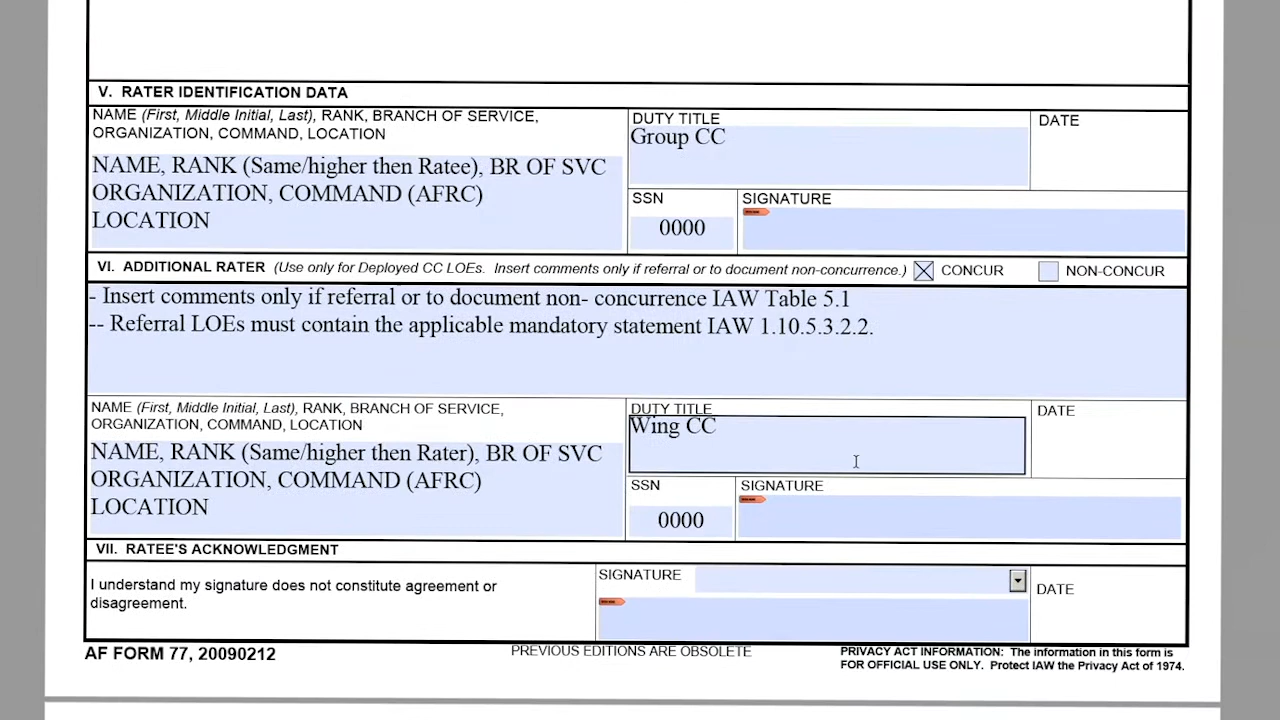 V. RATER IDENTIFICATION DATA
NAME (First, Middle Initial, Last), RANK, BRANCH OF SERVICE,
ORGANIZATION, COMMAND, LOCATION
NAME, RANK (Same/higher then Ratee), BR OF SVC
ORGANIZATION, COMMAND (AFRC)
LOCATION
DUTY TITLE
Group CC
DATE
SSN
0000
SIGNATURE
VI. ADDITIONAL RATER (Use only for Deployed CC LOEs. Insert comments only if referral or to document non-concurrence.) CONCUR NON-CONCUR
- Insert comments only if referral or to document non- concurrence IAW Table 5.1
-- Referral LOEs must contain the applicable mandatory statement IAW 1.10.5.3.2.2.
NAME (First, Middle Initial, Last), RANK, BRANCH OF SERVICE,
ORGANIZATION, COMMAND, LOCATION
NAME, RANK (Same/higher then Rater), BR OF SVC
ORGANIZATION, COMMAND (AFRC)
LOCATION
DUTY TITLE
Wing CC
DATE
SSN
0000
SIGNATURE
VII. RATEE'S ACKNOWLEDGMENT
I understand my signature does not constitute agreement or
disagreement.
SIGNATURE
DATE
AF FORM 77, 20090212
PREVIOUS EDITIONS ARE OBSOLETE
PRIVACY ACT INFORMATION: The information in this form is
FOR OFFICIAL USE ONLY. Protect IAW the Privacy Act of 1974.